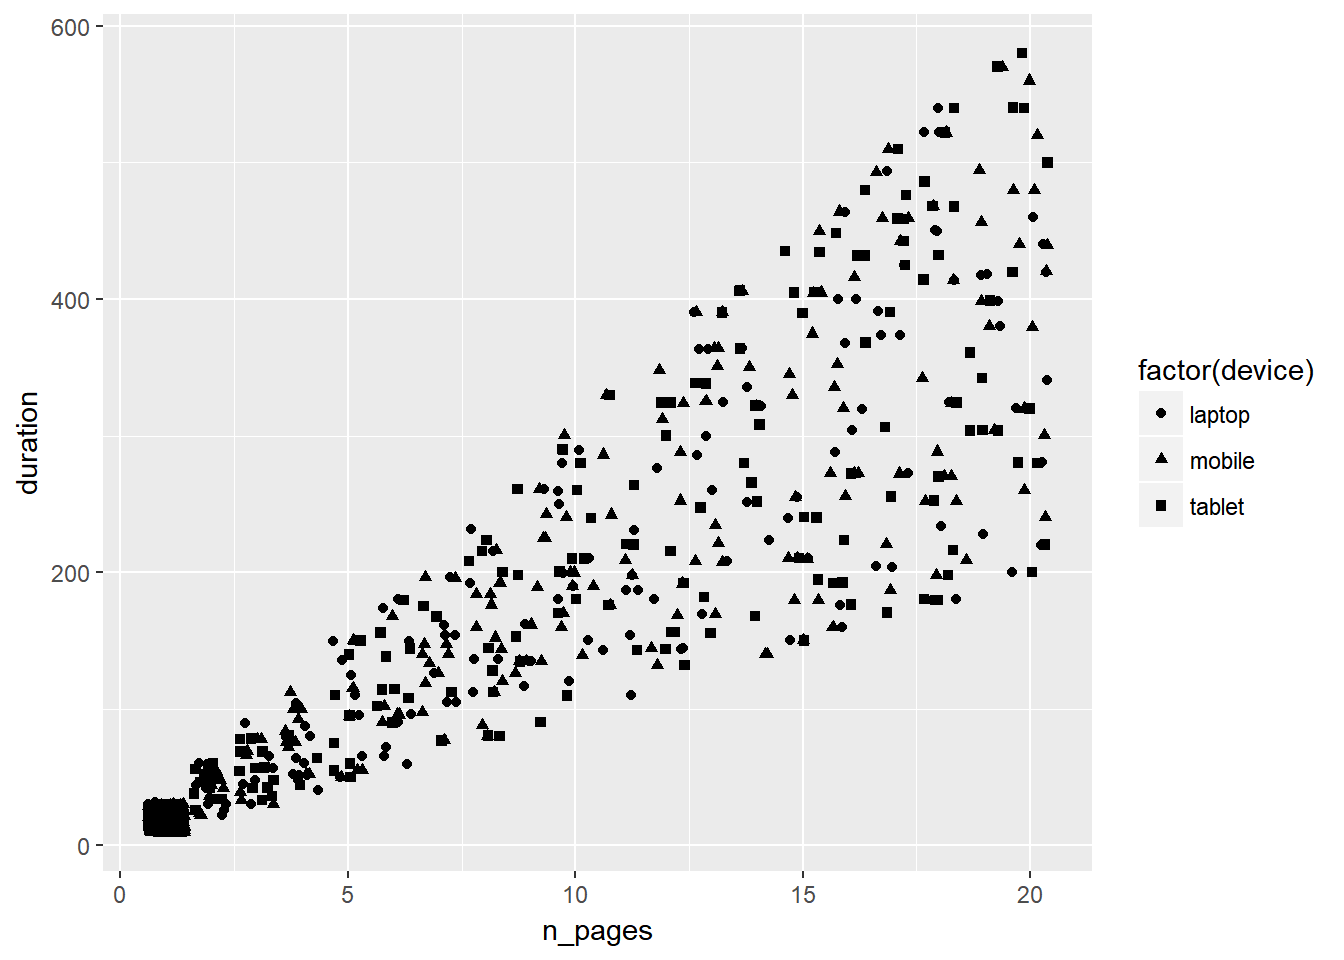 600
400
200
0
duration
0 5 10 15 20
n_pages
factor(device)
laptop
mobile
tablet